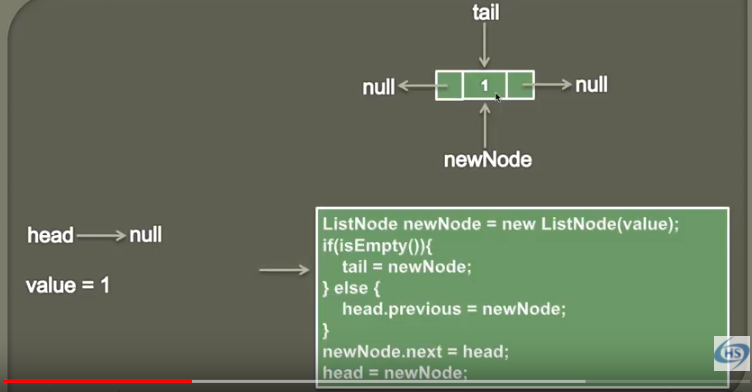 tail
null 1 null
newNode
head null
value = 1
ListNode newNode = new ListNode(value);
if(isEmpty()){
tail = newNode;
} else {
head.previous = newNode;
}
newNode.next = head;
head = newNode;
HS